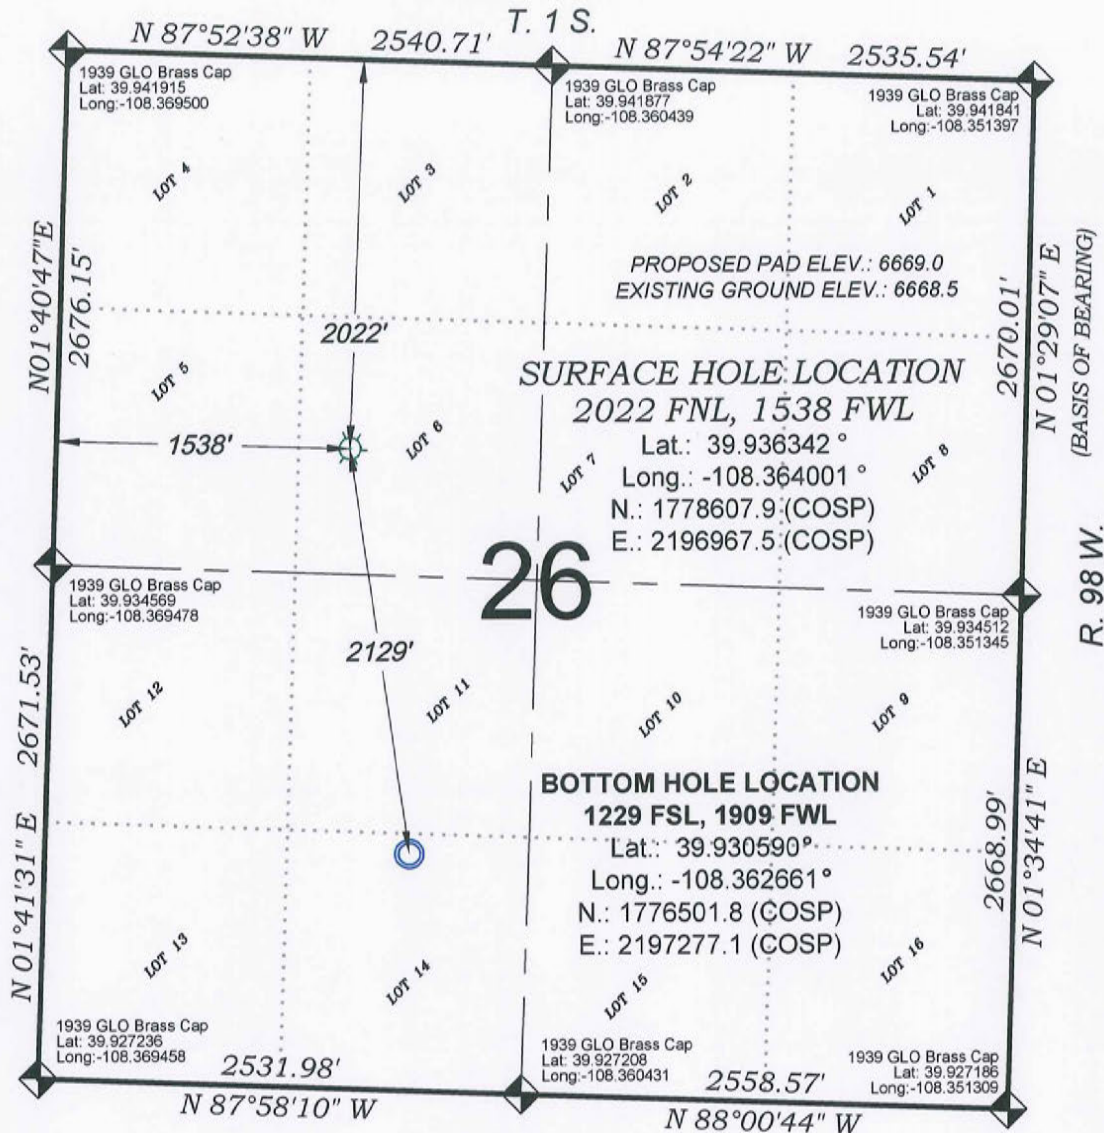 T. 1 S.
N 87°52'38" W 2540.71'
N 87°54'22" W 2535.54'
1939 GLO Brass Cap
Lat: 39.941915
Long:-108.369500
1939 GLO Brass Cap
Lat: 39.941877
Long:-108.360439
1939 GLO Brass Cap
Lat: 39.941841
Long:-108.351397
LOT 4
LOT 3
LOT 2
LOT 1
N01°40'47"E
2676.15'
PROPOSED PAD ELEV.: 6669.0
EXISTING GROUND ELEV.: 6668.5
2670.01'
N 01°29'07" E
(BASIS OF BEARING)
2022'
LOT 5
SURFACE HOLE LOCATION
2022 FNL, 1538 FWL
Lat.: 39.936342 °
Long.: -108.364001 °
N.: 1778607.9 (COSP)
E.: 2196967.5 (COSP)
1538'
LOT 6
LOT 7
LOT 8
R. 98 W.
26
1939 GLO Brass Cap
Lat: 39.934569
Long:-108.369478
1939 GLO Brass Cap
Lat: 39.934512
Long:-108.351345
2129'
LOT 12
LOT 11
LOT 10
LOT 9
N 01°41'31" E 2671.53'
BOTTOM HOLE LOCATION
1229 FSL, 1909 FWL
Lat.: 39.930590°
Long.: -108.362661°
N.: 1776501.8 (COSP)
E.: 2197277.1 (COSP)
2668.99'
N 01°34'41" E
LOT 13
LOT 14
LOT 15
LOT 16
1939 GLO Brass Cap
Lat: 39.927236
Long:-108.369458
1939 GLO Brass Cap
Lat: 39.927208
Long:-108.360431
1939 GLO Brass Cap
Lat: 39.927186
Long:-108.351309
2531.98'
N 87°58'10" W
2558.57'
N 88°00'44" W